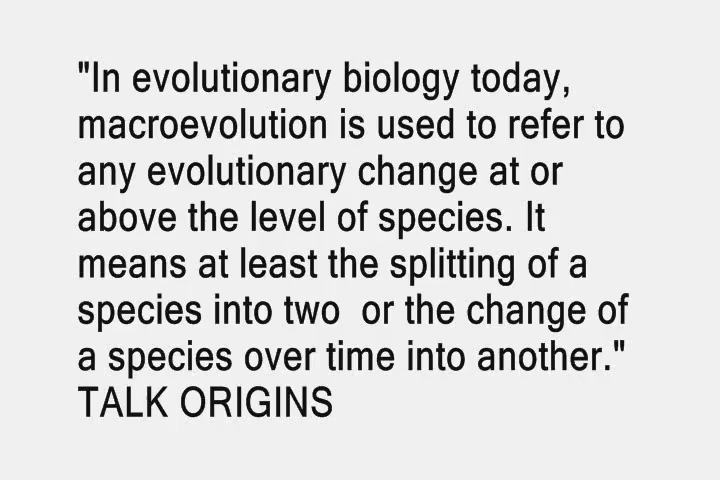 "In evolutionary biology today,
macroevolution is used to refer to
any evolutionary change at or
above the level of species. It
means at least the splitting of a
species into two  or the change of
a species over time into another."
TALK ORIGINS